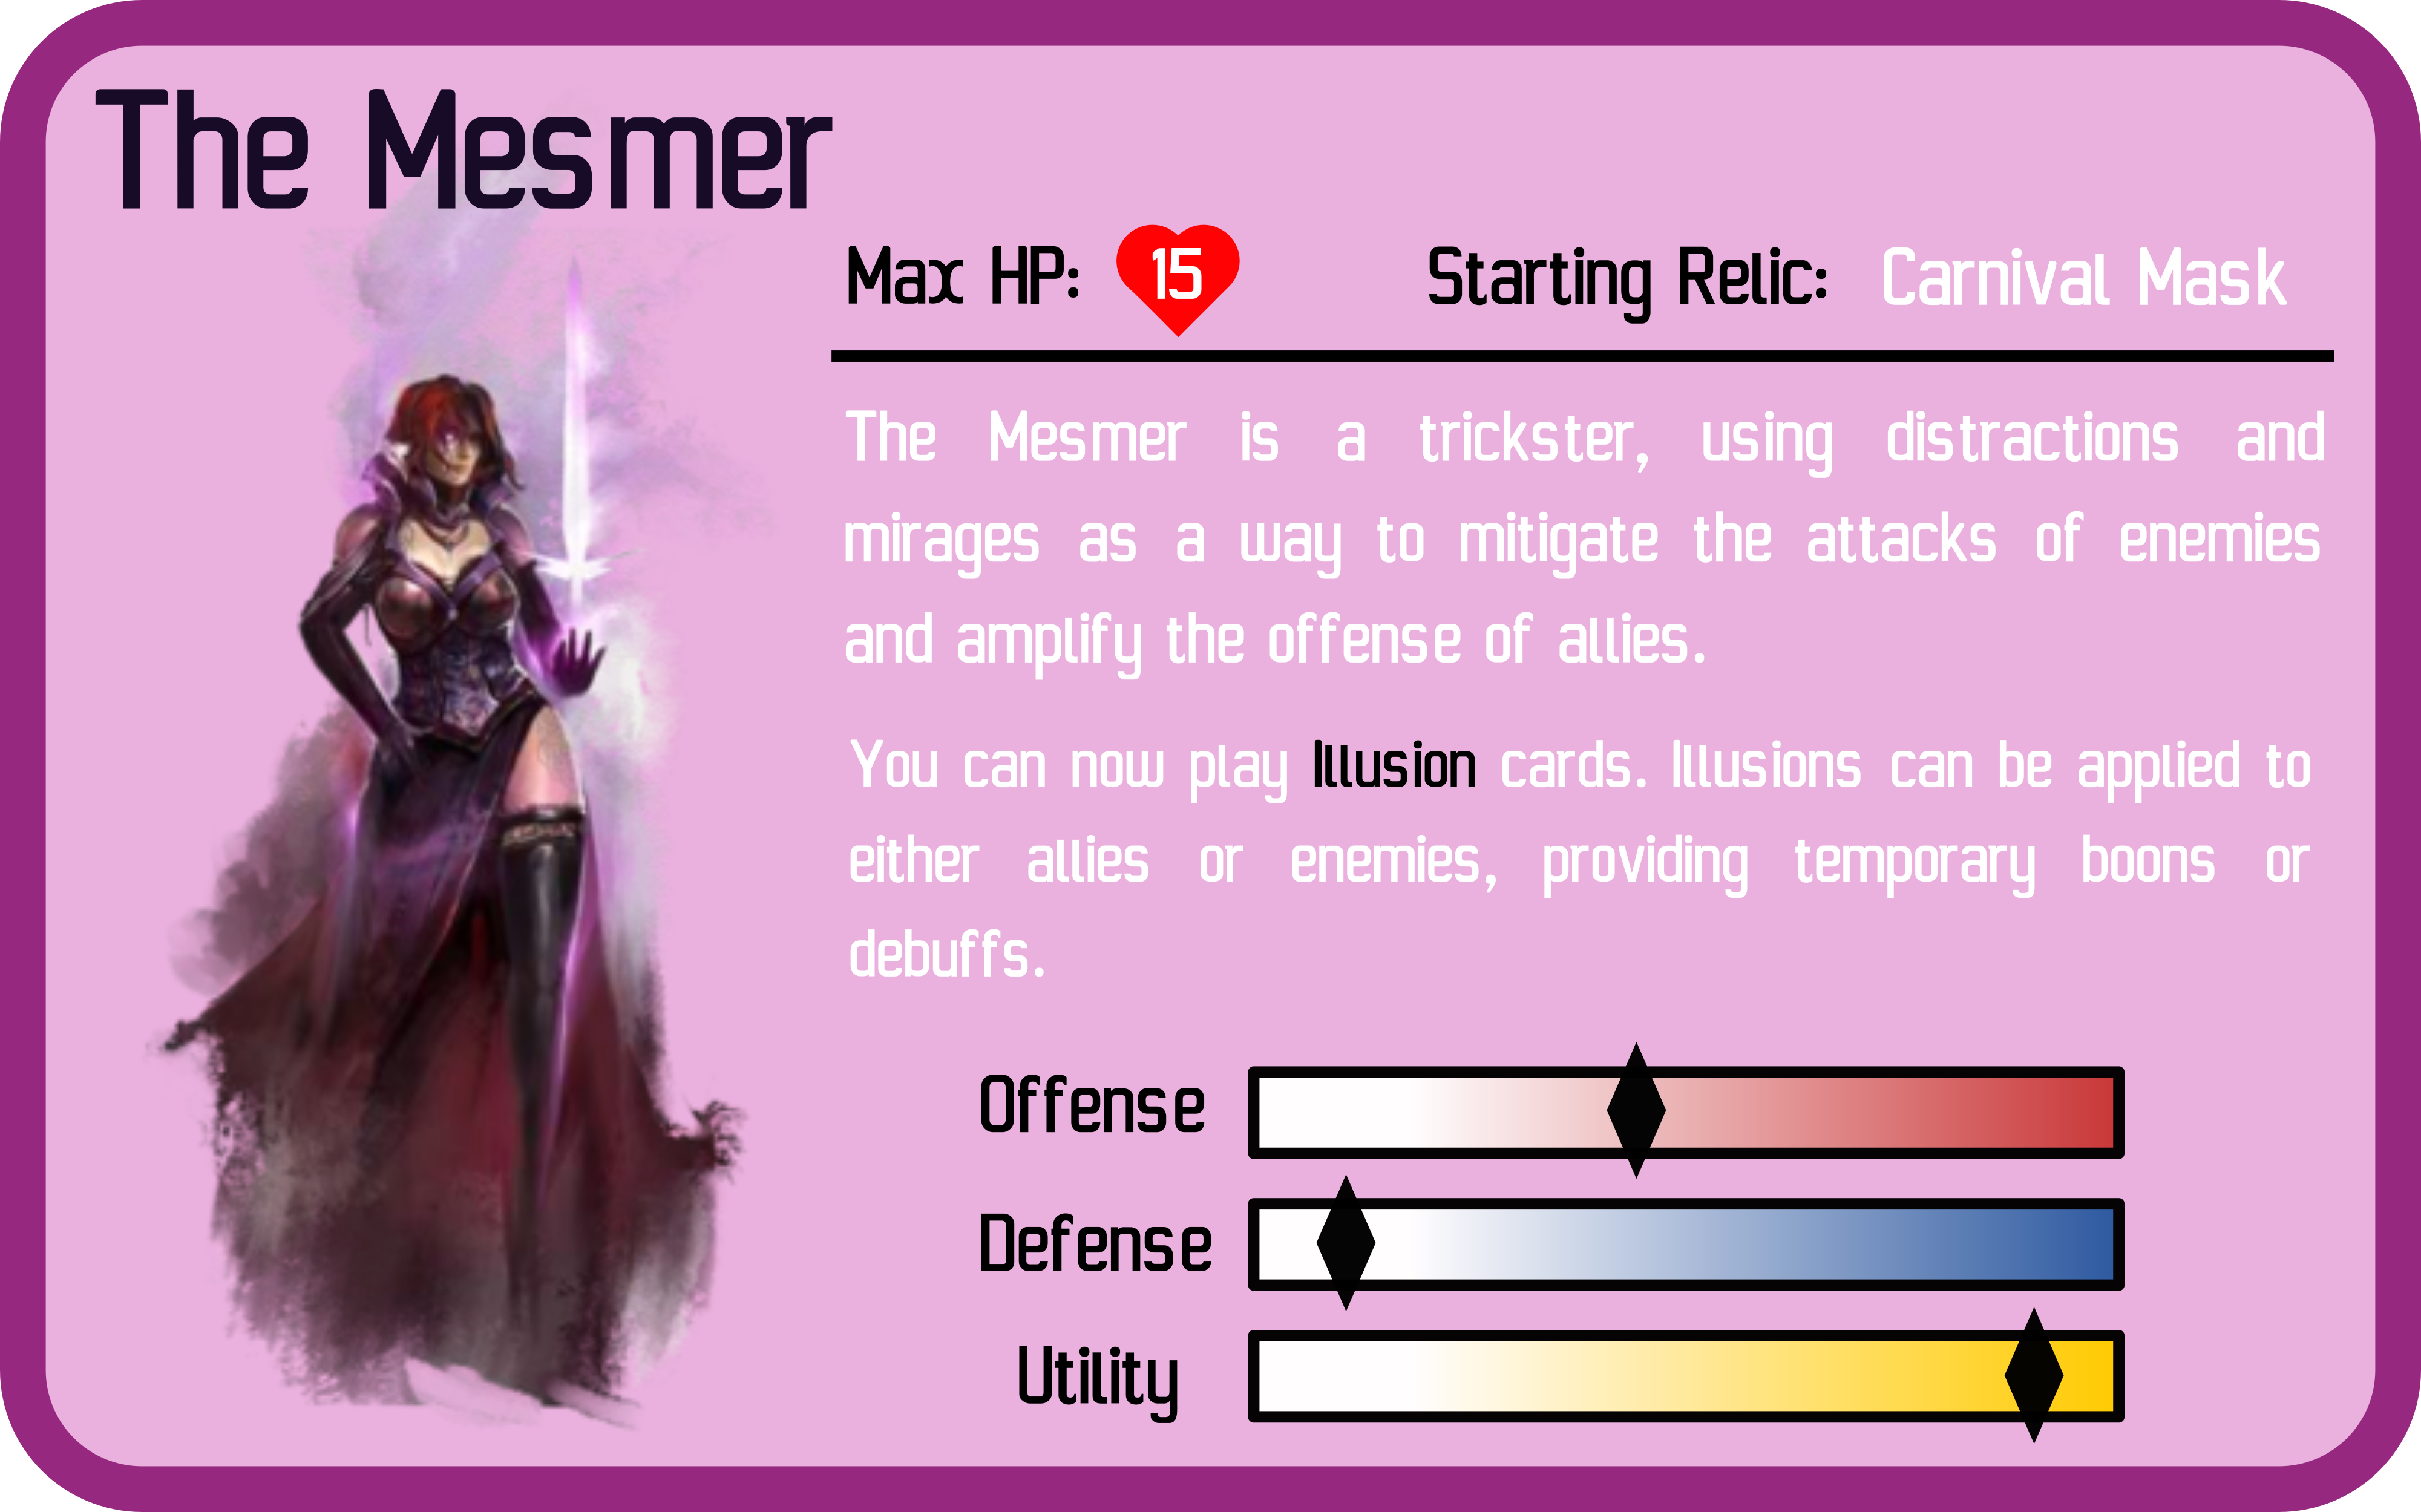 The Mesmer
Max HP: 15 Starting Relic: Carnival Mask
The Mesmer is a trickster, using distractions and
mirages as a way to mitigate the attacks of enemies
and amplify the offense of allies.
You can now play Illusion cards. Illusions can be applied to
either allies or enemies, providing temporary boons or
debuffs.
Offense
Defense
Utility